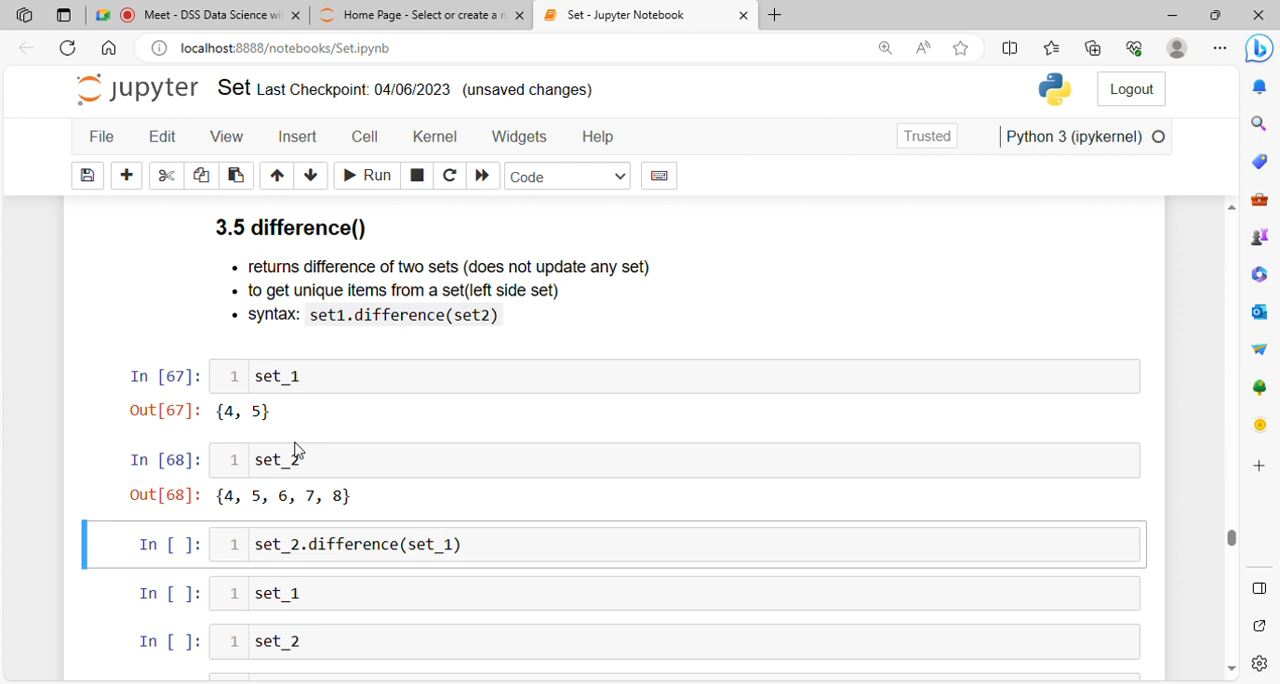 Meet - DSS Data Science wi
Home Page - Select or create a n
Set - Jupyter Notebook
localhost:8888/notebooks/Set.ipynb
jupyter Set Last Checkpoint: 04/06/2023 (unsaved changes)
Logout
File Edit View Insert Cell Kernel Widgets Help
Trusted
Python 3 (ipykernel)
Run
Code
3.5 difference()
• returns difference of two sets (does not update any set)
• to get unique items from a set(left side set)
• syntax: set1.difference(set2)
In [67]: 1 set_1
Out[67]: {4, 5}
In [68]: 1 set_2
Out[68]: {4, 5, 6, 7, 8}
In [ ]: 1 set_2.difference(set_1)
In [ ]: 1 set_1
In [ ]: 1 set_2